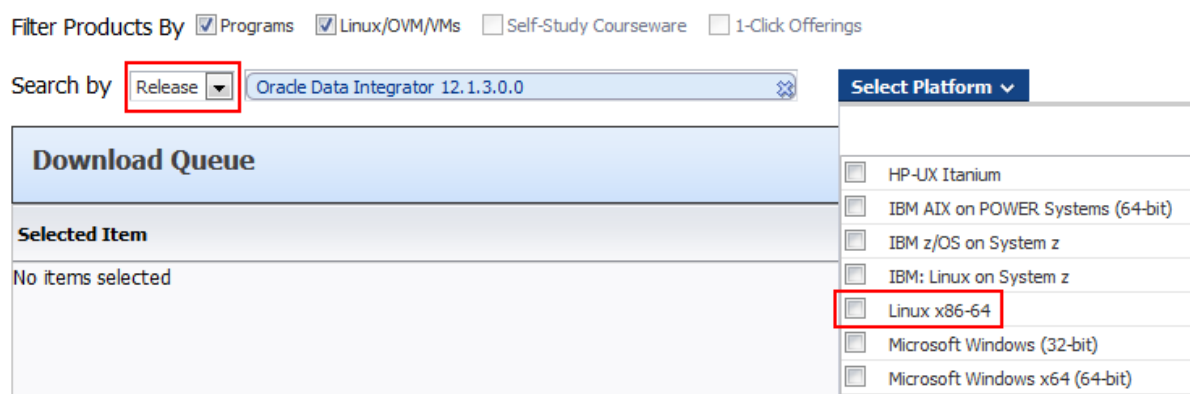 Filter Products By Programs Linux/OVM/VMs Self-Study Courseware 1-Click Offerings
Search by Release Oracle Data Integrator 12.1.3.0.0 Select Platform
Download Queue
HP-UX Itanium
IBM AIX on POWER Systems (64-bit)
Selected Item
IBM z/OS on System z
No items selected
IBM: Linux on System z
Linux x86-64
Microsoft Windows (32-bit)
Microsoft Windows x64 (64-bit)